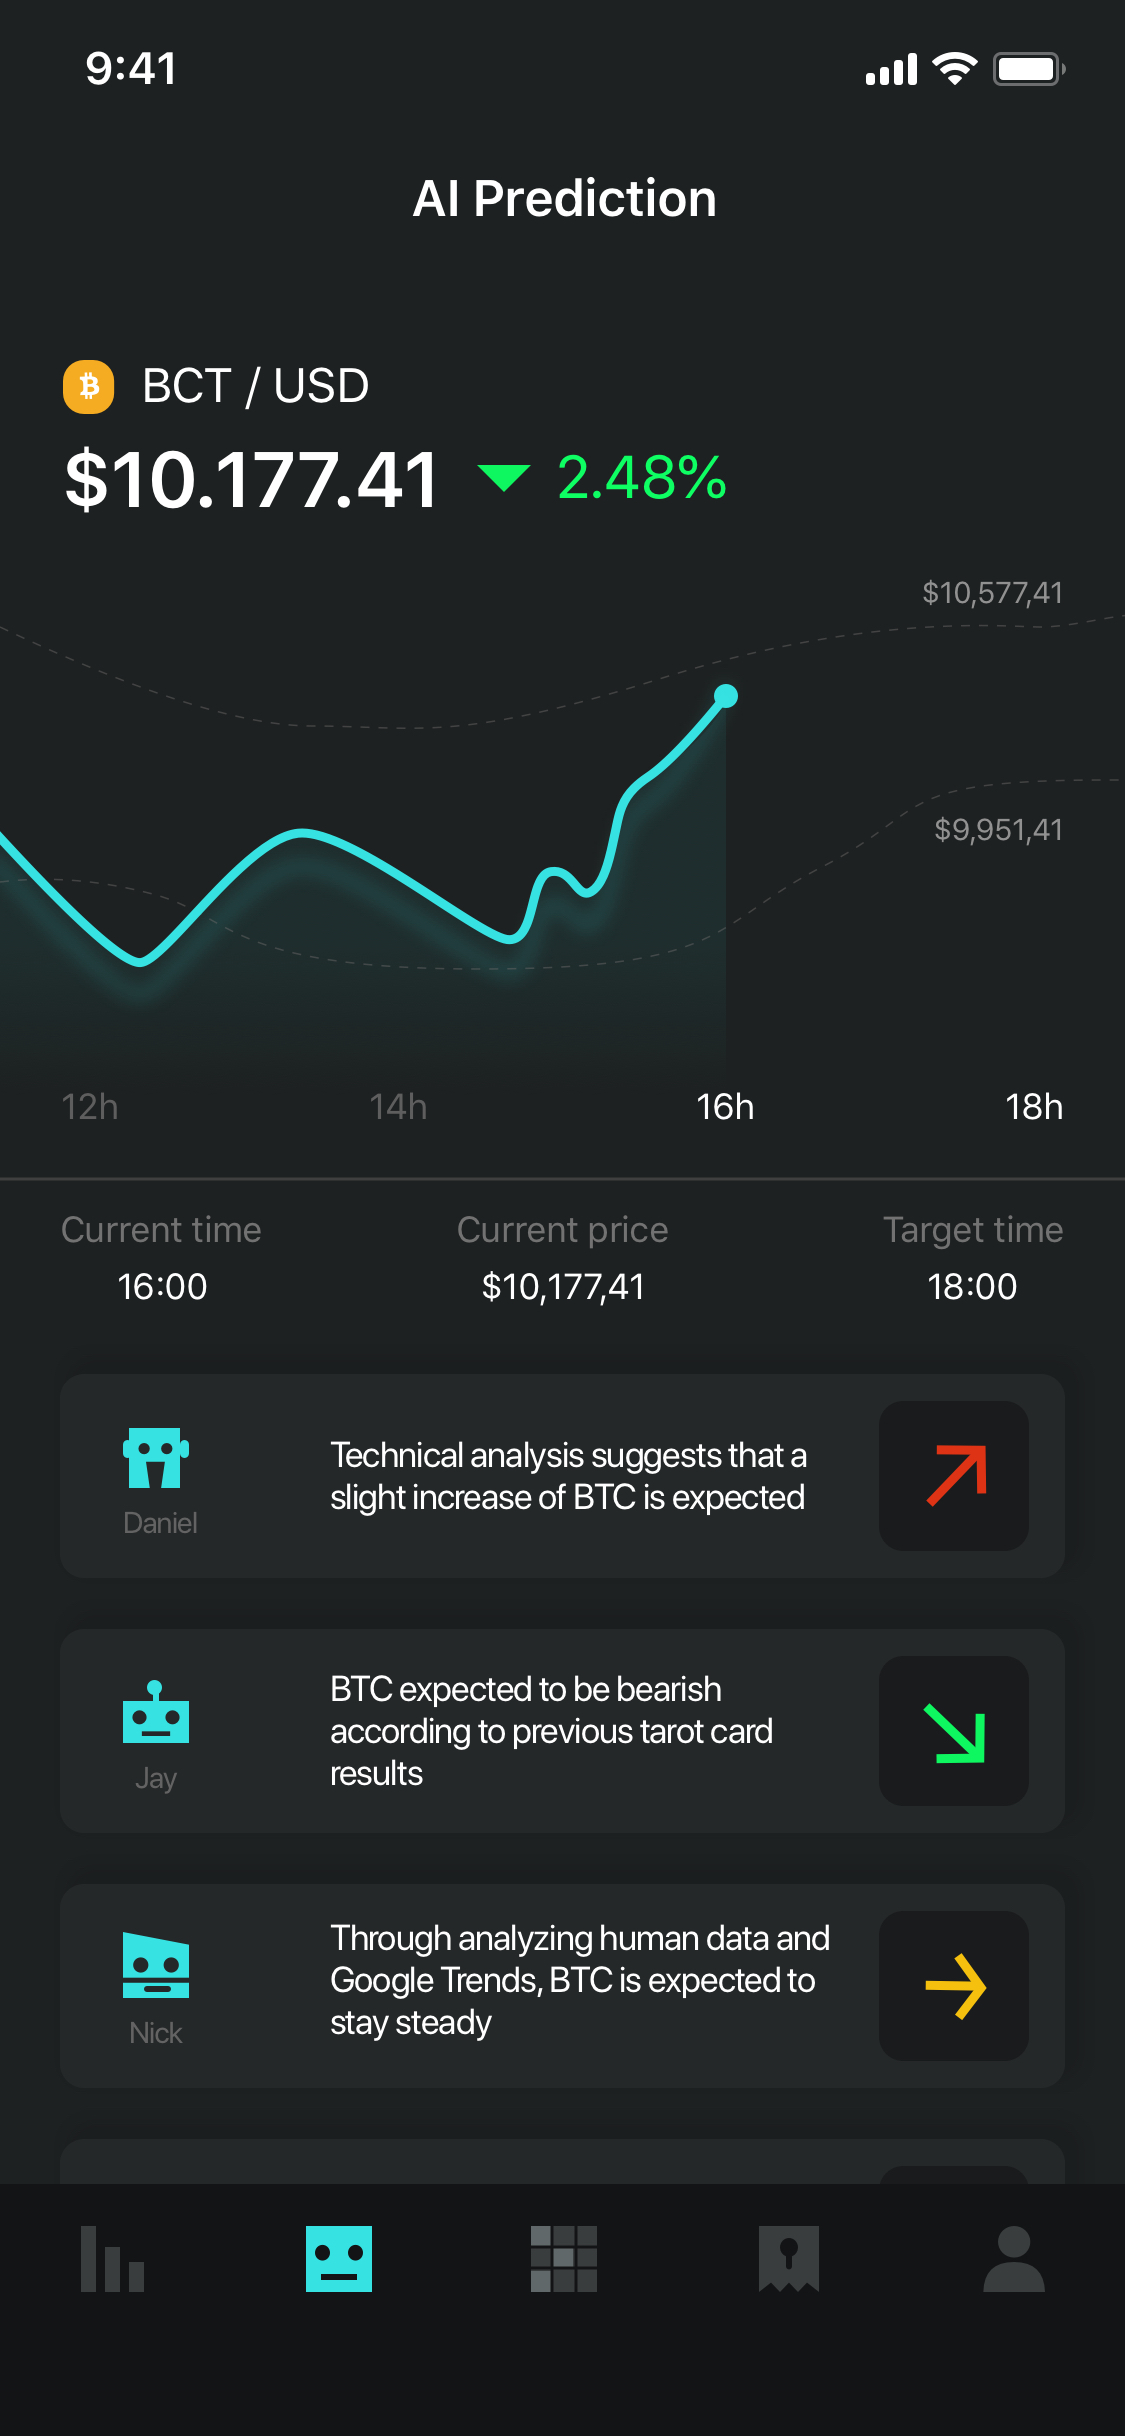 9:41
AI Prediction
BCT / USD
$10.177.41 2.48%
$10,577,41
$9,951,41
12h 14h 16h 18h
Current time Current price Target time
16:00 $10,177,41 18:00
Technical analysis suggests that a
slight increase of BTC is expected
Daniel
BTC expected to be bearish
according to previous tarot card
results
Jay
Through analyzing human data and
Google Trends, BTC is expected to
stay steady
Nick